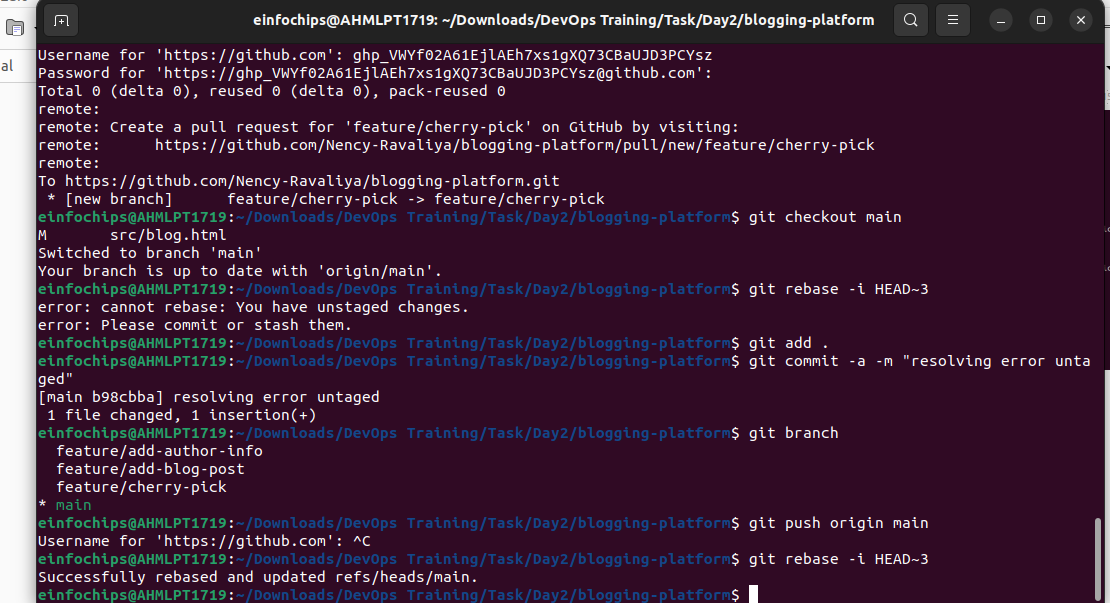 al
einfochips@AHMLPT1719: ~/Downloads/DevOps Training/Task/Day2/blogging-platform
Username for 'https://github.com': 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
Password for 'https://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@github.com':
Total 0 (delta 0), reused 0 (delta 0), pack-reused 0
remote:
remote: Create a pull request for 'feature/cherry-pick' on GitHub by visiting:
remote:      https://github.com/Nency-Ravaliya/blogging-platform/pull/new/feature/cherry-pick
remote:
To https://github.com/Nency-Ravaliya/blogging-platform.git
 * [new branch]      feature/cherry-pick -> feature/cherry-pick
einfochips@AHMLPT1719:~/Downloads/DevOps Training/Task/Day2/blogging-platform$ git checkout main
M       src/blog.html
Switched to branch 'main'
Your branch is up to date with 'origin/main'.
einfochips@AHMLPT1719:~/Downloads/DevOps Training/Task/Day2/blogging-platform$ git rebase -i HEAD~3
error: cannot rebase: You have unstaged changes.
error: Please commit or stash them.
einfochips@AHMLPT1719:~/Downloads/DevOps Training/Task/Day2/blogging-platform$ git add .
einfochips@AHMLPT1719:~/Downloads/DevOps Training/Task/Day2/blogging-platform$ git commit -a -m "resolving error unta
ged"
[main b98cbba] resolving error untaged
 1 file changed, 1 insertion(+)
einfochips@AHMLPT1719:~/Downloads/DevOps Training/Task/Day2/blogging-platform$ git branch
  feature/add-author-info
  feature/add-blog-post
  feature/cherry-pick
* main
einfochips@AHMLPT1719:~/Downloads/DevOps Training/Task/Day2/blogging-platform$ git push origin main
Username for 'https://github.com': ^C
einfochips@AHMLPT1719:~/Downloads/DevOps Training/Task/Day2/blogging-platform$ git rebase -i HEAD~3
Successfully rebased and updated refs/heads/main.
einfochips@AHMLPT1719:~/Downloads/DevOps Training/Task/Day2/blogging-platform$